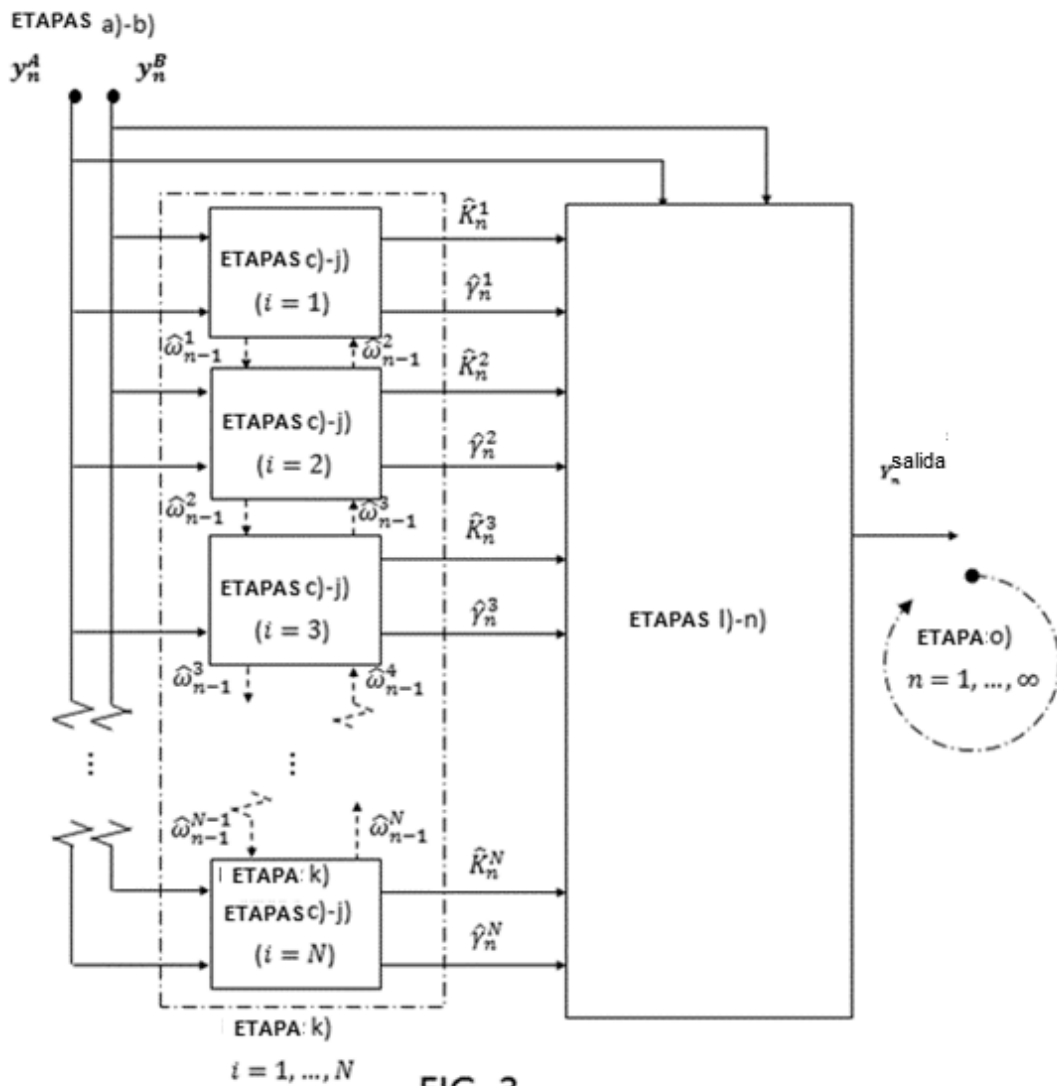 ETAPAS a)-b)
y_n^A y_n^B
K̂_n^1
ETAPAS c)-j)
(i = 1)
γ̂_n^1
ω̂_{n-1}^1 ω̂_{n-1}^2
K̂_n^2
ETAPAS c)-j)
(i = 2)
γ̂_n^2
ω̂_{n-1}^2 ω̂_{n-1}^3
K̂_n^3
ETAPAS c)-j)
(i = 3)
γ̂_n^3
ω̂_{n-1}^3 ω̂_{n-1}^4
⋮ ⋮
ω̂_{n-1}^{N-1} ω̂_{n-1}^N
K̂_n^N
ETAPA: k)
ETAPAS c)-j)
(i = N)
γ̂_n^N
ETAPA: k)
i = 1, ..., N
ETAPAS l)-n)
Y_n^{salida}
ETAPA:o)
n = 1, ..., ∞